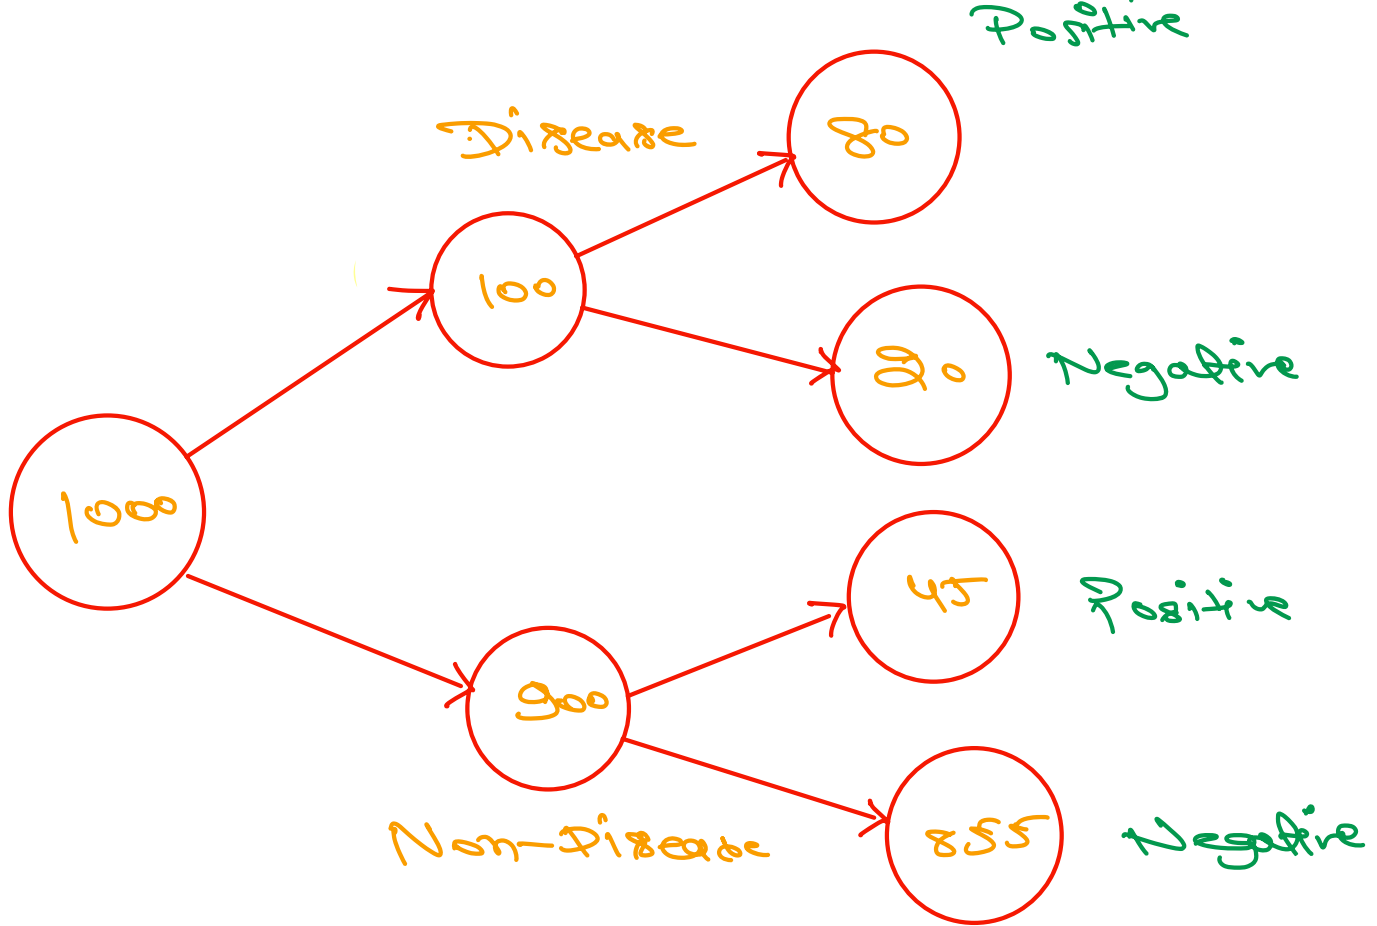 Positive
Disease
80
100
20
Negative
1000
45
Positive
900
Non-Disease
855
Negative